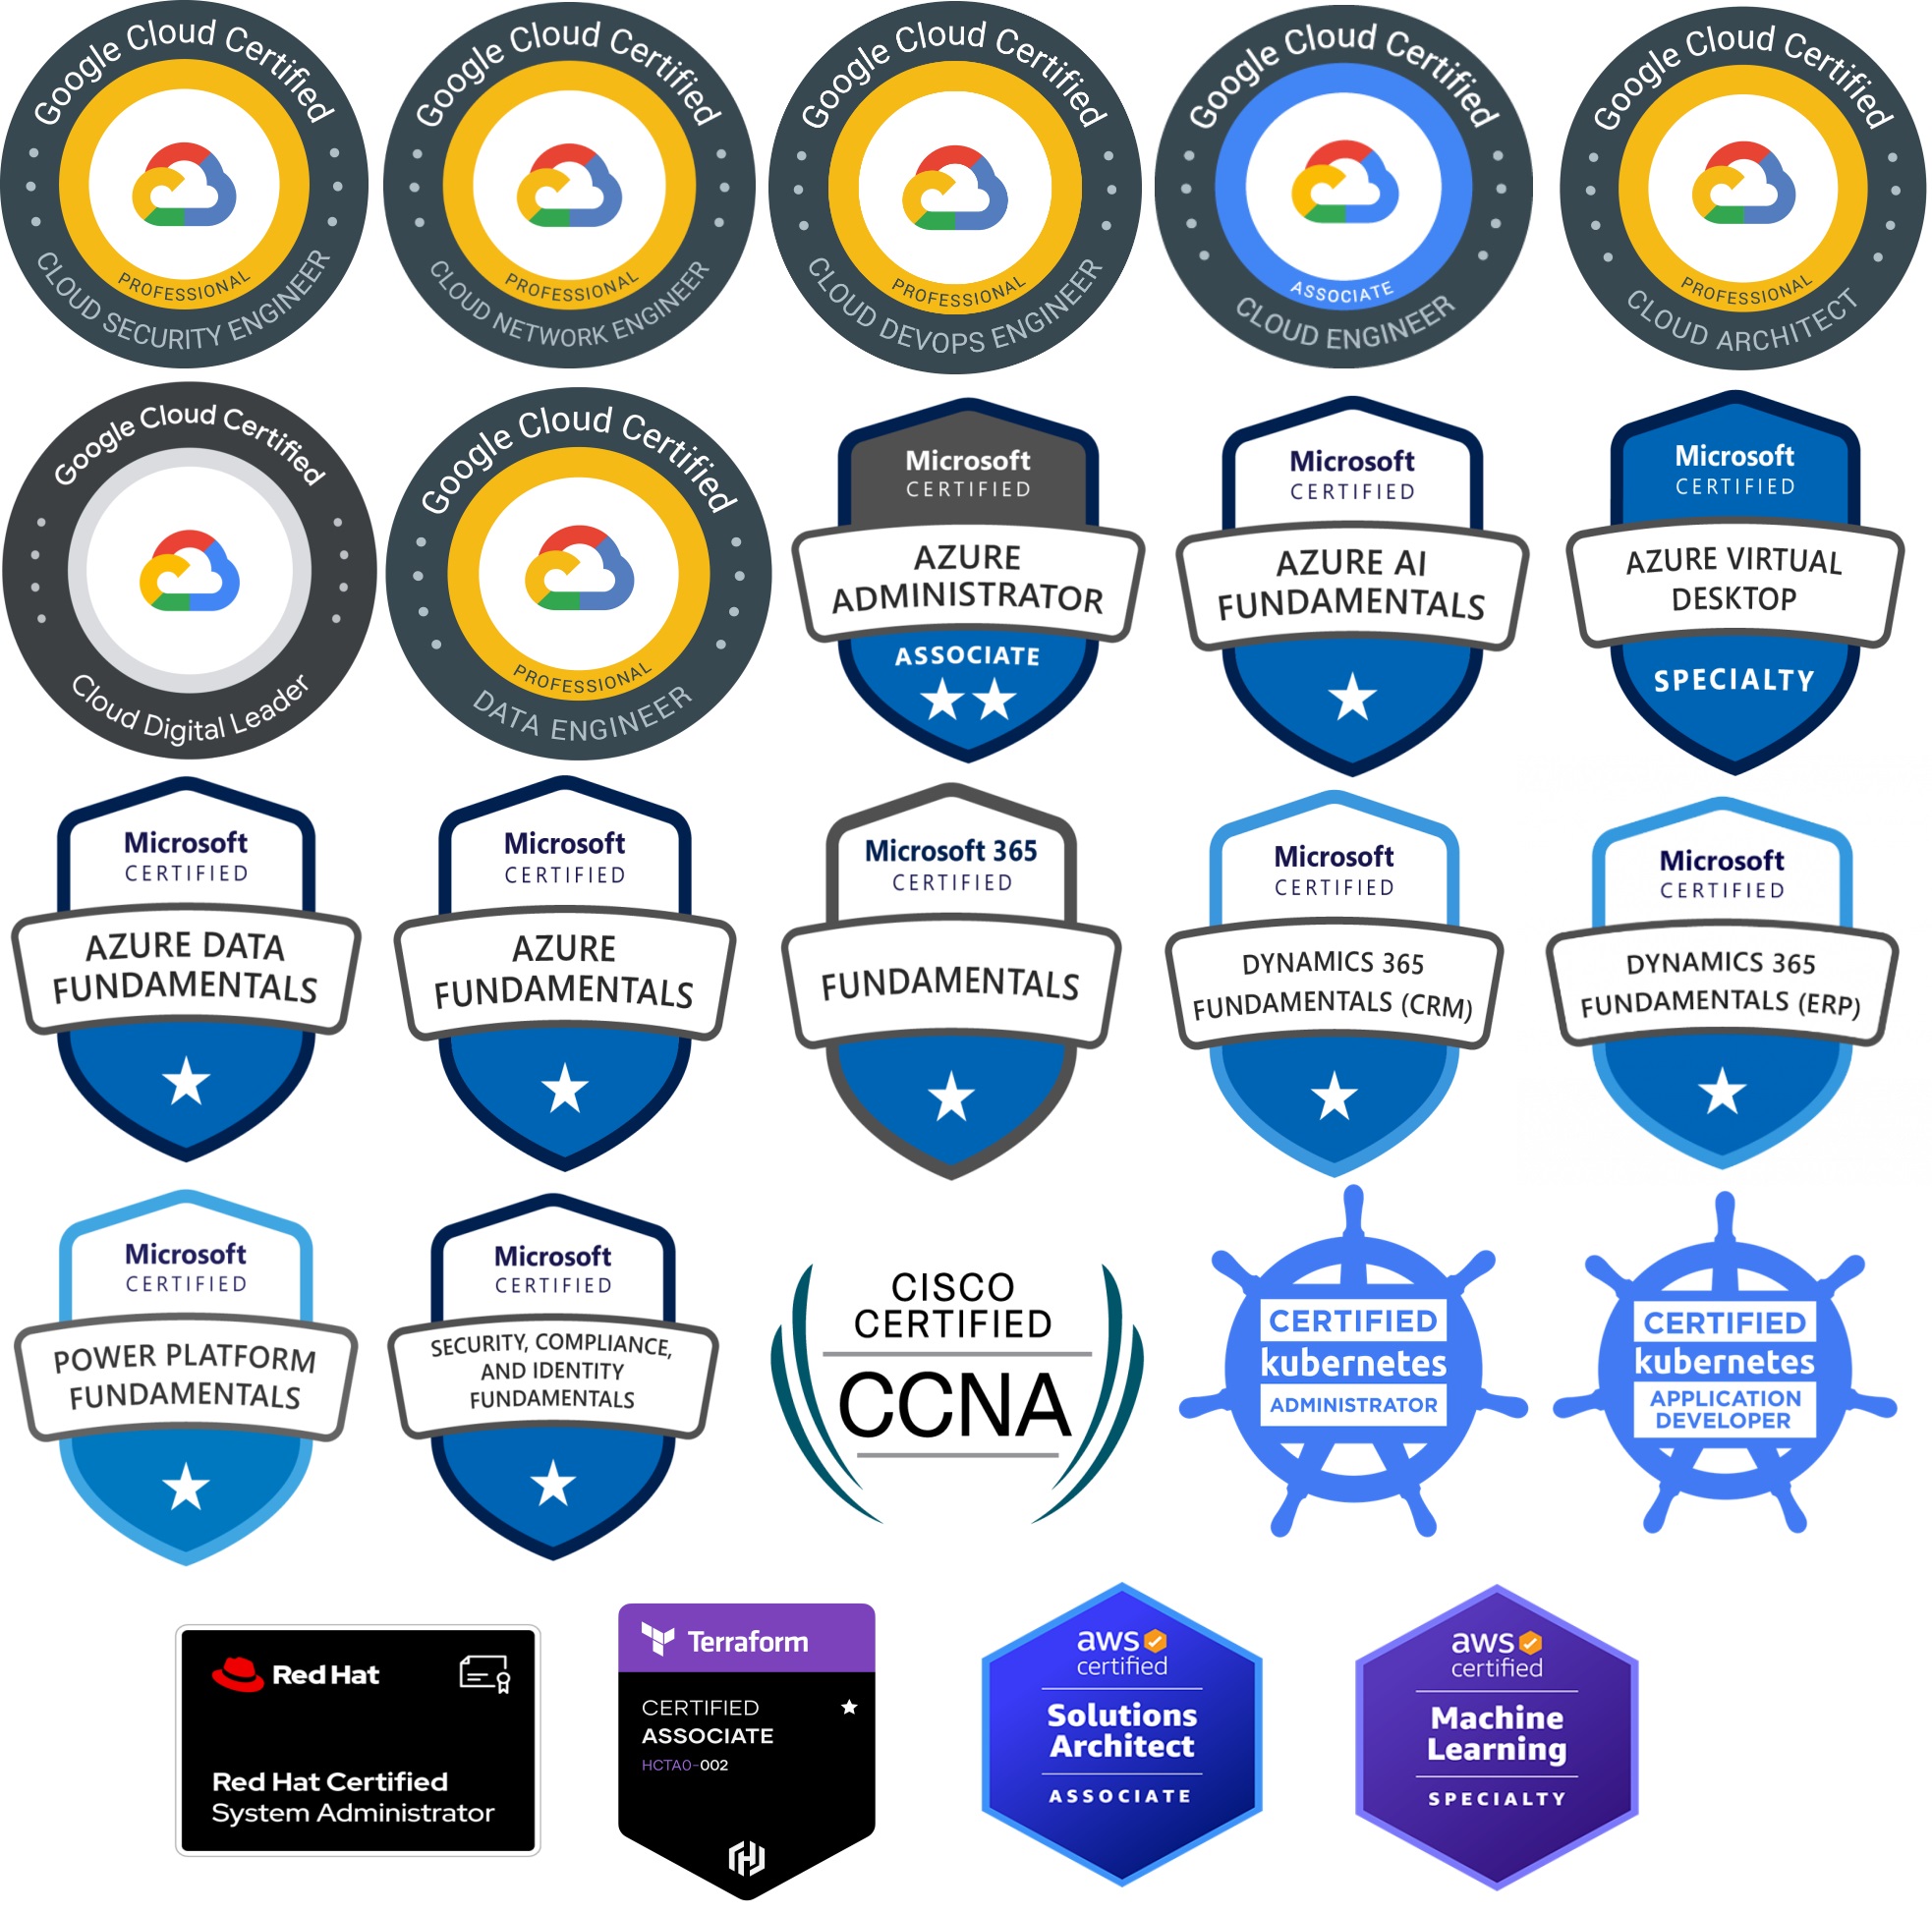 Google Cloud Certified
PROFESSIONAL
CLOUD SECURITY ENGINEER
Google Cloud Certified
PROFESSIONAL
CLOUD NETWORK ENGINEER
Google Cloud Certified
PROFESSIONAL
CLOUD DEVOPS ENGINEER
Google Cloud Certified
ASSOCIATE
CLOUD ENGINEER
Google Cloud Certified
PROFESSIONAL
CLOUD ARCHITECT
Google Cloud Certified
Cloud Digital Leader
Google Cloud Certified
PROFESSIONAL
DATA ENGINEER
Microsoft
CERTIFIED
AZURE
ADMINISTRATOR
ASSOCIATE
Microsoft
CERTIFIED
AZURE AI
FUNDAMENTALS
Microsoft
CERTIFIED
AZURE VIRTUAL
DESKTOP
SPECIALTY
Microsoft
CERTIFIED
AZURE DATA
FUNDAMENTALS
Microsoft
CERTIFIED
AZURE
FUNDAMENTALS
Microsoft 365
CERTIFIED
FUNDAMENTALS
Microsoft
CERTIFIED
DYNAMICS 365
FUNDAMENTALS (CRM)
Microsoft
CERTIFIED
DYNAMICS 365
FUNDAMENTALS (ERP)
Microsoft
CERTIFIED
POWER PLATFORM
FUNDAMENTALS
Microsoft
CERTIFIED
SECURITY, COMPLIANCE,
AND IDENTITY
FUNDAMENTALS
CISCO
CERTIFIED
CCNA
CERTIFIED
kubernetes
ADMINISTRATOR
CERTIFIED
kubernetes
APPLICATION
DEVELOPER
Red Hat
Red Hat Certified
System Administrator
Terraform
CERTIFIED
ASSOCIATE
HCTA0-002
aws
certified
Solutions
Architect
ASSOCIATE
aws
certified
Machine
Learning
SPECIALTY